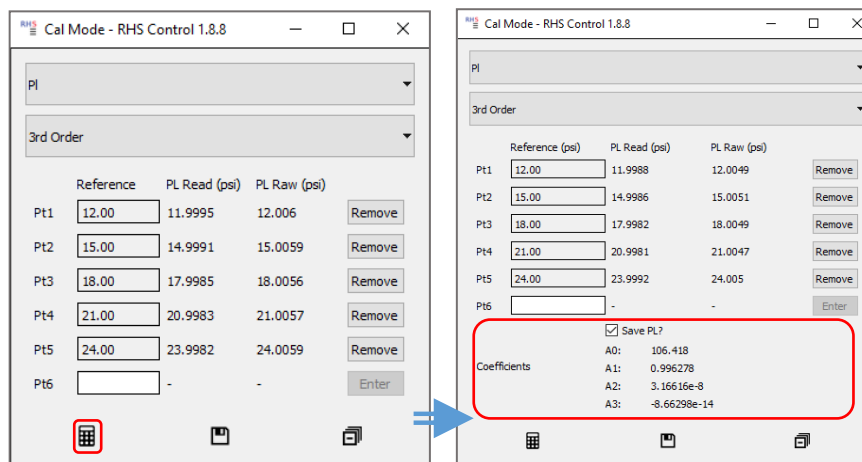 RHS Cal Mode - RHS Control 1.8.8
Pl
3rd Order
Reference PL Read (psi) PL Raw (psi)
Pt1 12.00 11.9995 12.006 Remove
Pt2 15.00 14.9991 15.0059 Remove
Pt3 18.00 17.9985 18.0056 Remove
Pt4 21.00 20.9983 21.0057 Remove
Pt5 24.00 23.9982 24.0059 Remove
Pt6 - - Enter
RHS Cal Mode - RHS Control 1.8.8
Pl
3rd Order
Reference (psi) PL Read (psi) PL Raw (psi)
Pt1 12.00 11.9988 12.0049 Remove
Pt2 15.00 14.9986 15.0051 Remove
Pt3 18.00 17.9982 18.0049 Remove
Pt4 21.00 20.9981 21.0047 Remove
Pt5 24.00 23.9992 24.005 Remove
Pt6 - - Enter
Save PL?
A0: 106.418
Coefficients A1: 0.996278
A2: 3.16616e-8
A3: -8.66298e-14